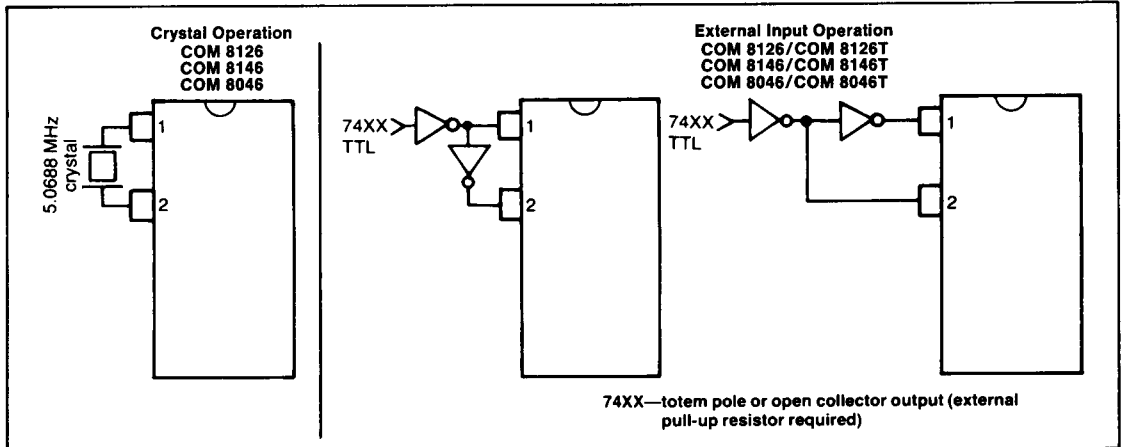 Crystal Operation
COM 8126
COM 8146
COM 8046
5.0688 MHz
crystal
1
2
External Input Operation
COM 8126/COM 8126T
COM 8146/COM 8146T
COM 8046/COM 8046T
74XX
TTL
1
2
74XX
TTL
1
2
74XX—totem pole or open collector output (external
pull-up resistor required)